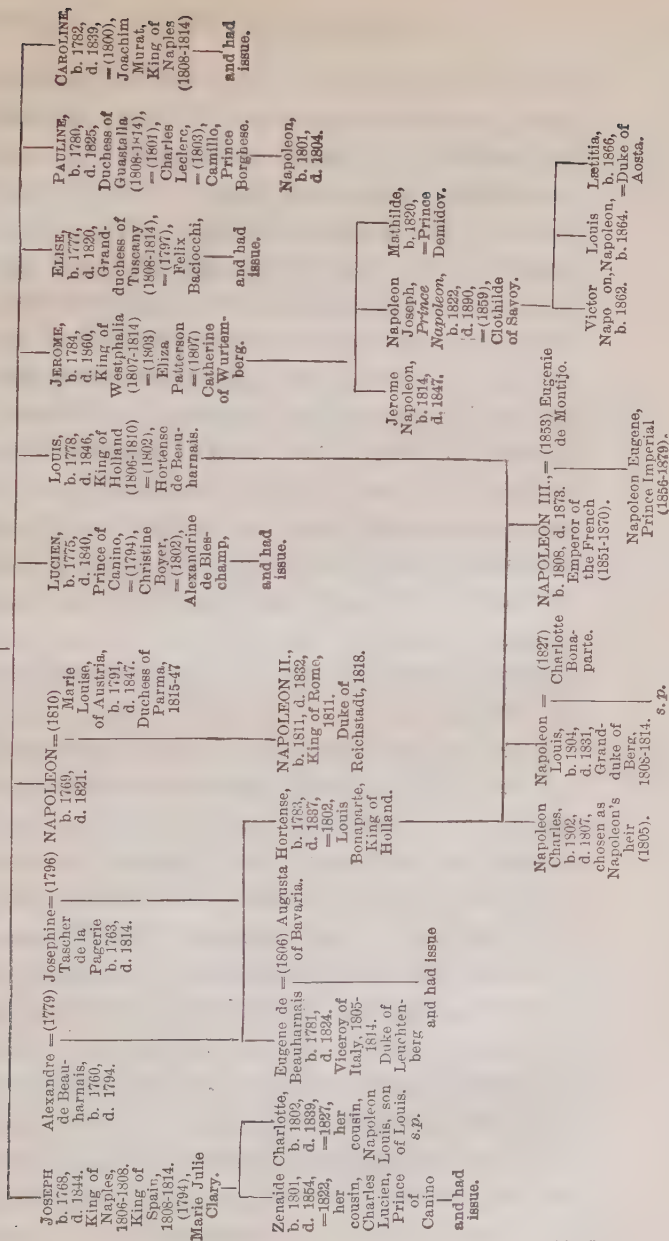 JOSEPH
b. 1768,
d. 1844.
King of
Naples,
1806-1808.
King of
Spain,
1808-1814.
(1794),
Marie Julie
Clary.
Alexandre =(1779)
de Beau-
harnais,
b. 1760,
d. 1794.
Josephine=(1796)
Tascher
de la
Pagerie
b. 1763,
d. 1814.
NAPOLEON=(1810)
b. 1769,
d. 1821.
Marie
Louise,
of Austria,
b. 1791,
d. 1847.
Duchess of
Parma,
1815-47
LUCIEN,
b. 1775,
d. 1840,
Prince of
Canino,
=(1794),
Christine
Boyer,
=(1802),
Alexandrine
de Bles-
champ,
and had
issue.
LOUIS,
b. 1778,
d. 1846,
King of
Holland
(1806-1810)
=(1802),
Hortense
de Beau-
harnais.
JEROME,
b. 1784,
d. 1860,
King of
Westphalia
(1807-1814)
=(1803)
Eliza
Patterson
=(1807)
Catherine
of Wurtem-
berg.
ELISE,
b. 1777,
d. 1820,
Grand-
duchess of
Tuscany
(1808-1814),
=(1797),
Felix
Baciocchi,
and had
issue.
PAULINE,
b. 1780,
d. 1825,
Duchess of
Guastalla
(1808-1814),
=(1801),
Charles
Leclerc,
=(1803),
Camillo,
Prince
Borghese.
Napoleon,
b. 1801,
d. 1804.
CAROLINE,
b. 1782,
d. 1839,
=(1800),
Joachim
Murat,
King of
Naples
(1808-1814)
and had
issue.
Zenaide
b. 1801,
d. 1854,
=1822,
her
cousin,
Charles
Lucien,
Prince
of
Canino
and had
issue.
Charlotte,
b. 1802,
d. 1839,
=1827,
her
cousin,
Napoleon
Louis, son
of Louis.
s.p.
Eugene de =(1806) Augusta
Beauharnais of Bavaria.
b. 1781,
d. 1824.
Viceroy of
Italy, 1805-
1814.
Duke of
Leuchten-
berg
and had issue
Hortense,
b. 1783,
d. 1837,
=1802,
Louis
Bonaparte,
King of
Holland.
NAPOLEON II.,
b. 1811, d. 1832,
King of Rome,
1811.
Duke of
Reichstadt, 1818.
Jerome
Napoleon,
b. 1814,
d. 1847.
Napoleon
Joseph,
Prince
Napoleon,
b. 1822,
d. 1890,
=(1859),
Clothilde
of Savoy.
Mathilde,
b. 1820,
=Prince
Demidov.
Napoleon
Charles,
b. 1802,
d. 1807,
chosen as
Napoleon's
heir
(1805).
Napoleon =
Louis,
b. 1804,
d. 1831,
Grand-
duke of
Berg,
1808-1814.
(1827)
Charlotte
Bona-
parte.
s.p.
NAPOLEON III.,=(1853) Eugenie
b. 1808, d. 1873. de Montijo.
Emperor of
the French
(1851-1870).
Napoleon Eugene,
Prince Imperial
(1856-1879).
Victor
Napo on,
b. 1862.
Louis
Napoleon,
b. 1864.
Lætitia,
b. 1866,
=Duke of
Aosta.